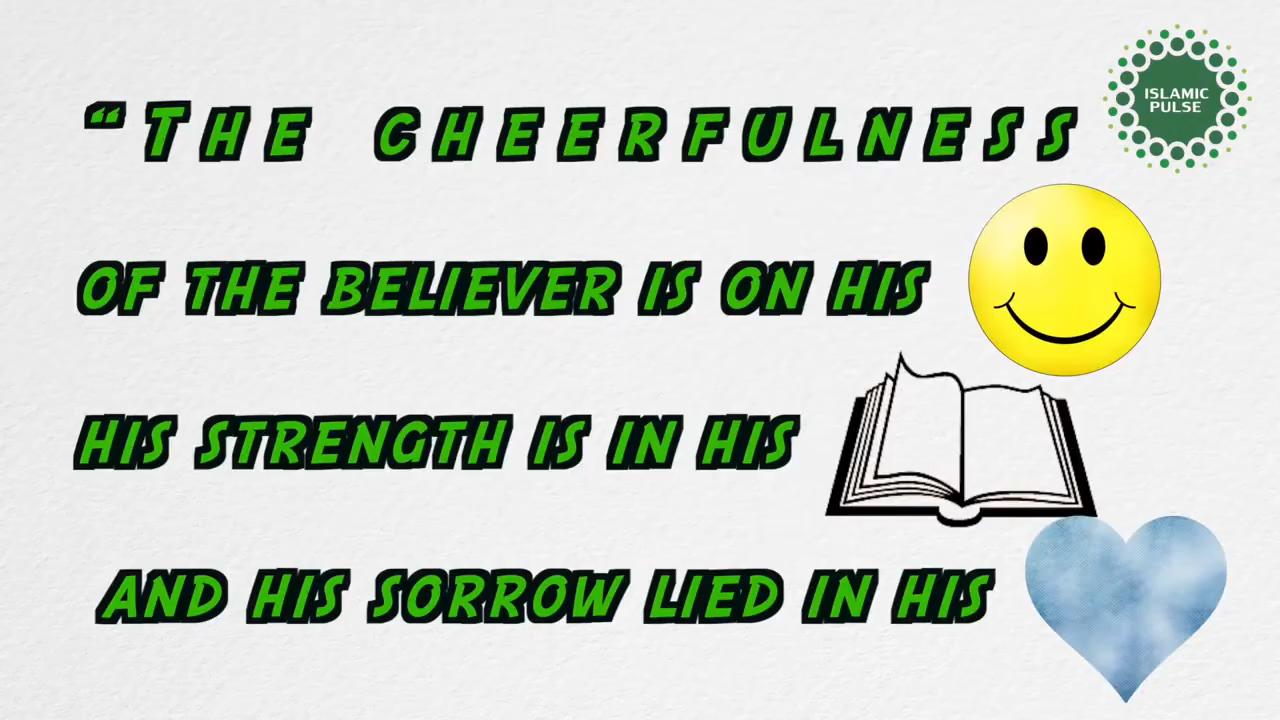 ISLAMIC
PULSE
“THE CHEERFULNESS
OF THE BELIEVER IS ON HIS
HIS STRENGTH IS IN HIS
AND HIS SORROW LIED IN HIS